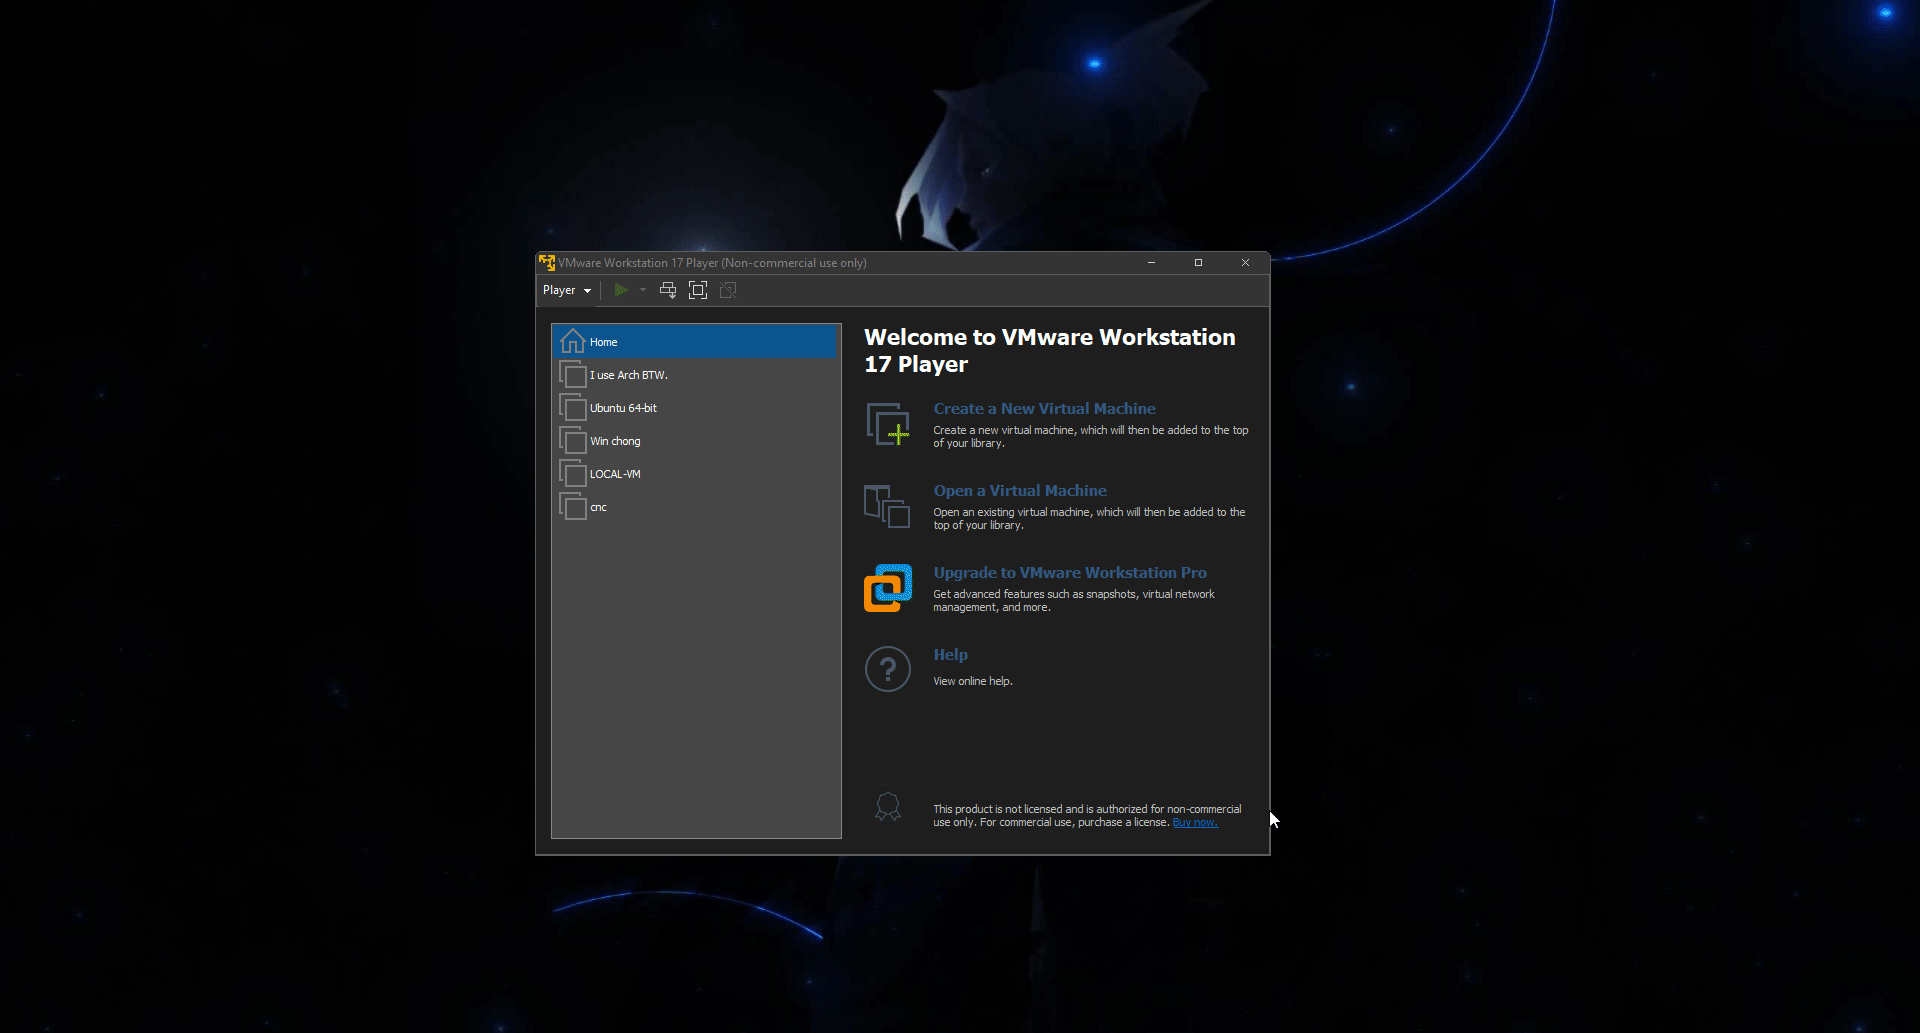 VMware Workstation 17 Player (Non-commercial use only)
Player
Home
I use Arch BTW.
Ubuntu 64-bit
Win chong
LOCAL-VM
cnc
Welcome to VMware Workstation
17 Player
Create a New Virtual Machine
Create a new virtual machine, which will then be added to the top
of your library.
Open a Virtual Machine
Open an existing virtual machine, which will then be added to the
top of your library.
Upgrade to VMware Workstation Pro
Get advanced features such as snapshots, virtual network
management, and more.
?
Help
View online help.
This product is not licensed and is authorized for non-commercial
use only. For commercial use, purchase a license. Buy now.